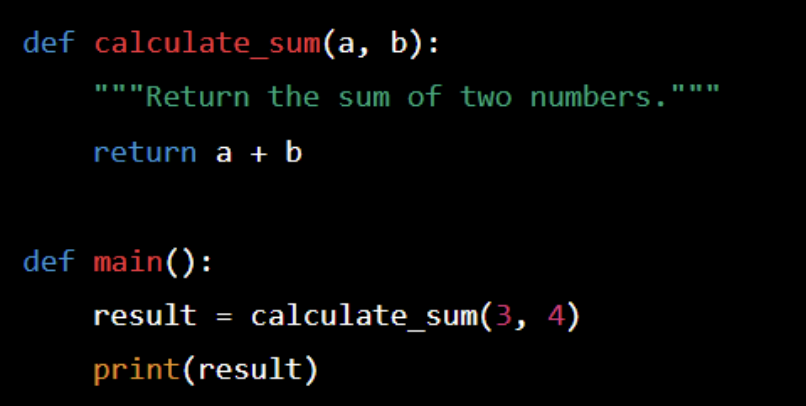 def calculate_sum(a, b):
    """Return the sum of two numbers."""
    return a + b
def main():
    result = calculate_sum(3, 4)
    print(result)